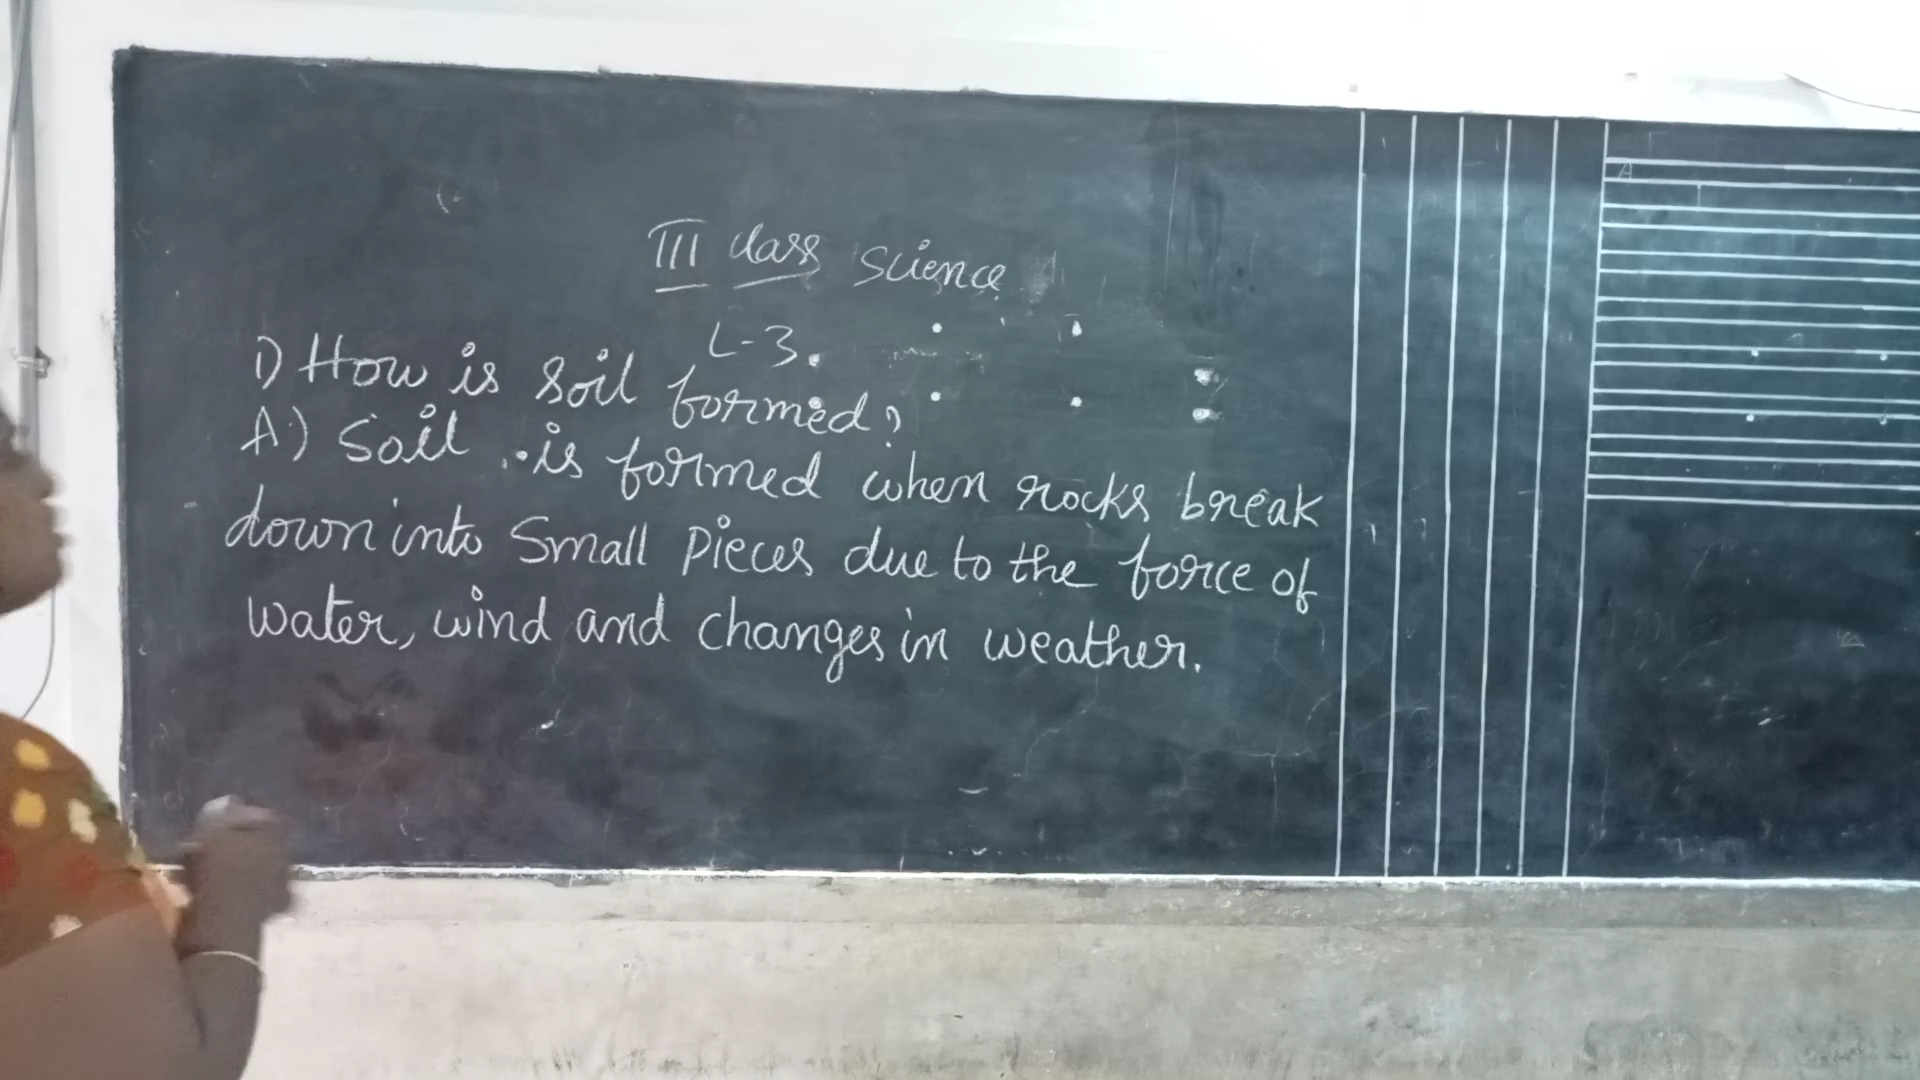 III class Science
L-3.
1) How is Soil formed?
A) Soil is formed when rocks break
down into Small Pieces due to the force of
water, wind and changes in weather.
A